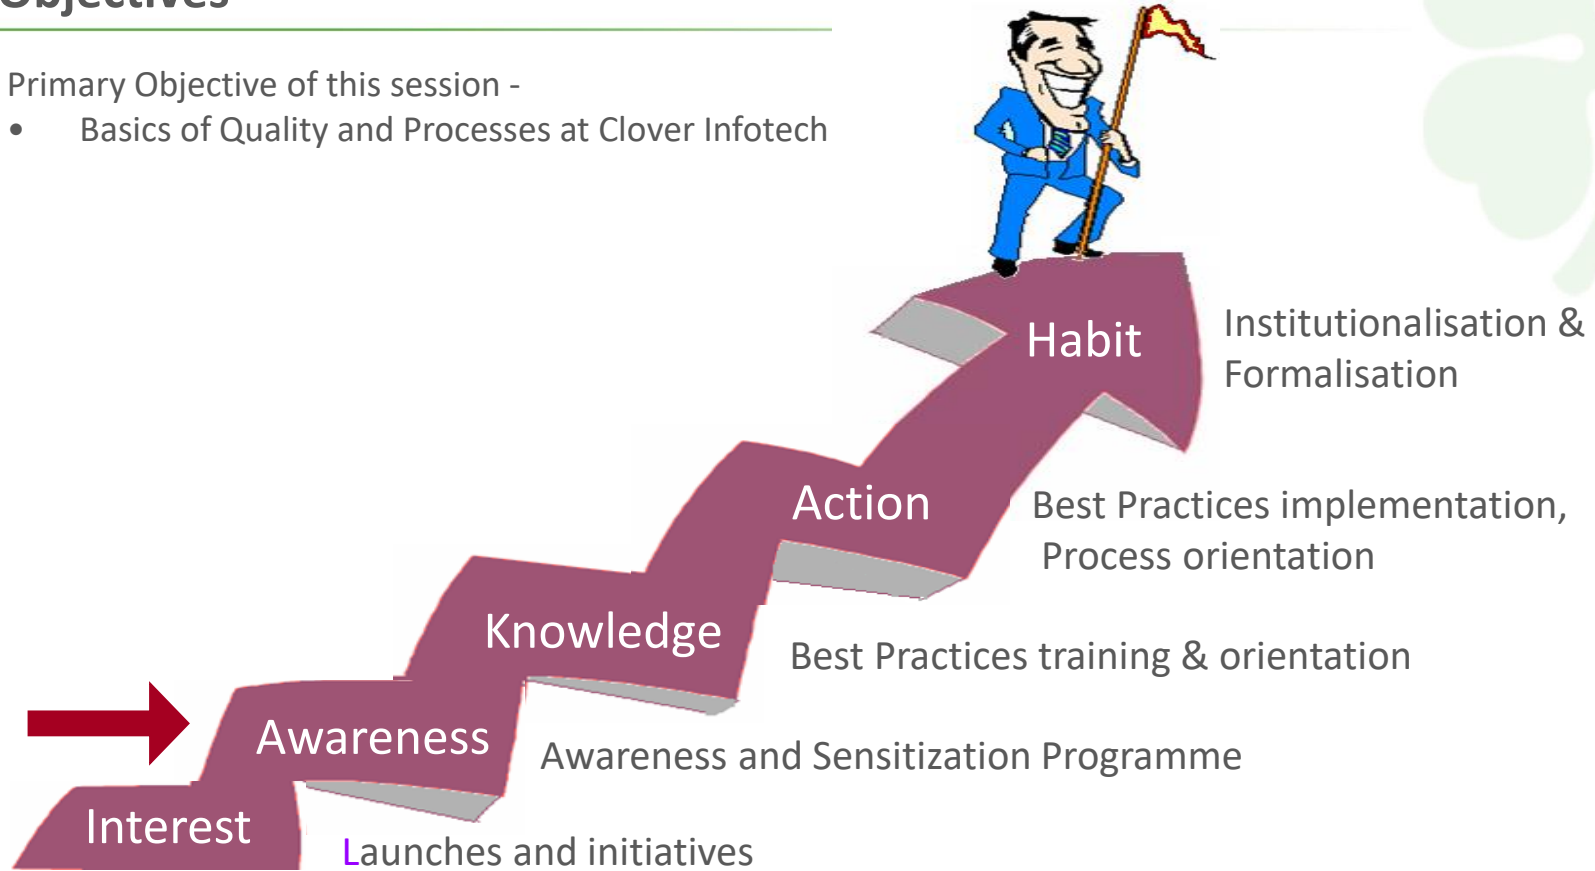 Objectives
Primary Objective of this session -
• Basics of Quality and Processes at Clover Infotech
Habit
Institutionalisation &
Formalisation
Action
Best Practices implementation,
Process orientation
Knowledge
Best Practices training & orientation
Awareness
Awareness and Sensitization Programme
Interest
Launches and initiatives